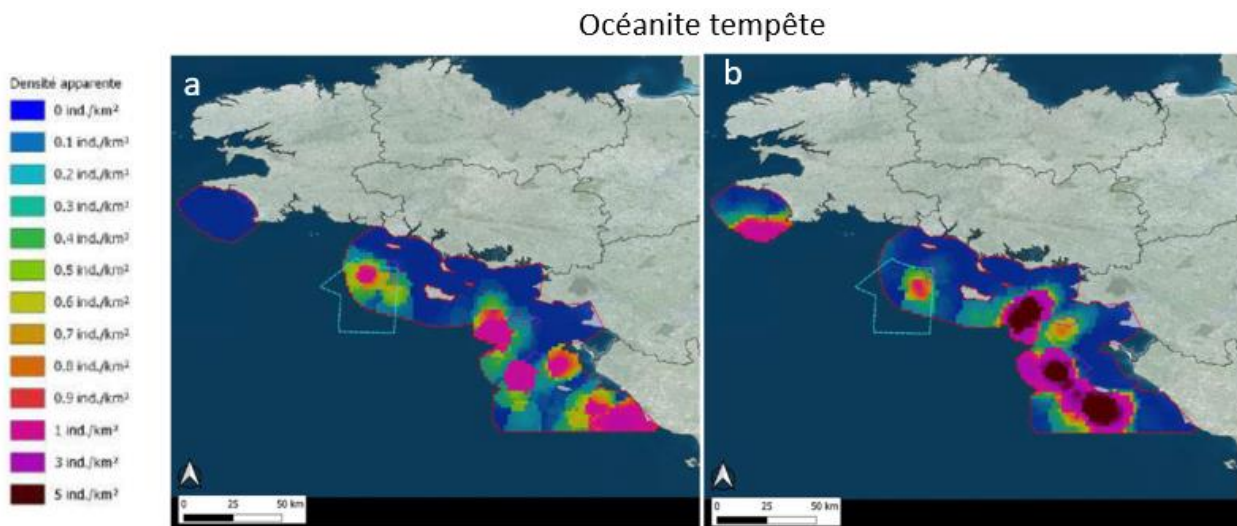 Océanite tempête
Densité apparente
0 ind./km²
0.1 ind./km²
0.2 ind./km²
0.3 ind./km²
0.4 ind./km²
0.5 ind./km²
0.6 ind./km²
0.7 ind./km²
0.8 ind./km²
0.9 ind./km²
1 ind./km²
3 ind./km²
5 ind./km²
a
0 25 50 km
b
0 25 50 km